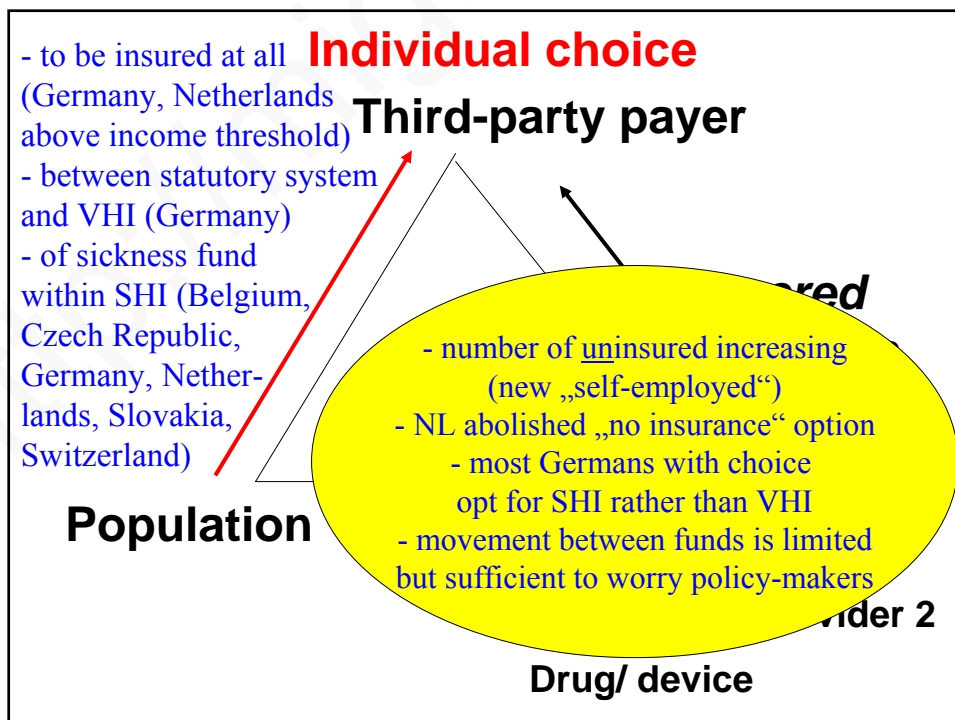 Individual choice
- to be insured at all
(Germany, Netherlands
above income threshold)
- between statutory system
and VHI (Germany)
- of sickness fund
within SHI (Belgium,
Czech Republic,
Germany, Nether-
lands, Slovakia,
Switzerland)
Third-party payer
- number of uninsured increasing
(new „self-employed“)
- NL abolished „no insurance“ option
- most Germans with choice
opt for SHI rather than VHI
- movement between funds is limited
but sufficient to worry policy-makers
Population
2
Drug/ device